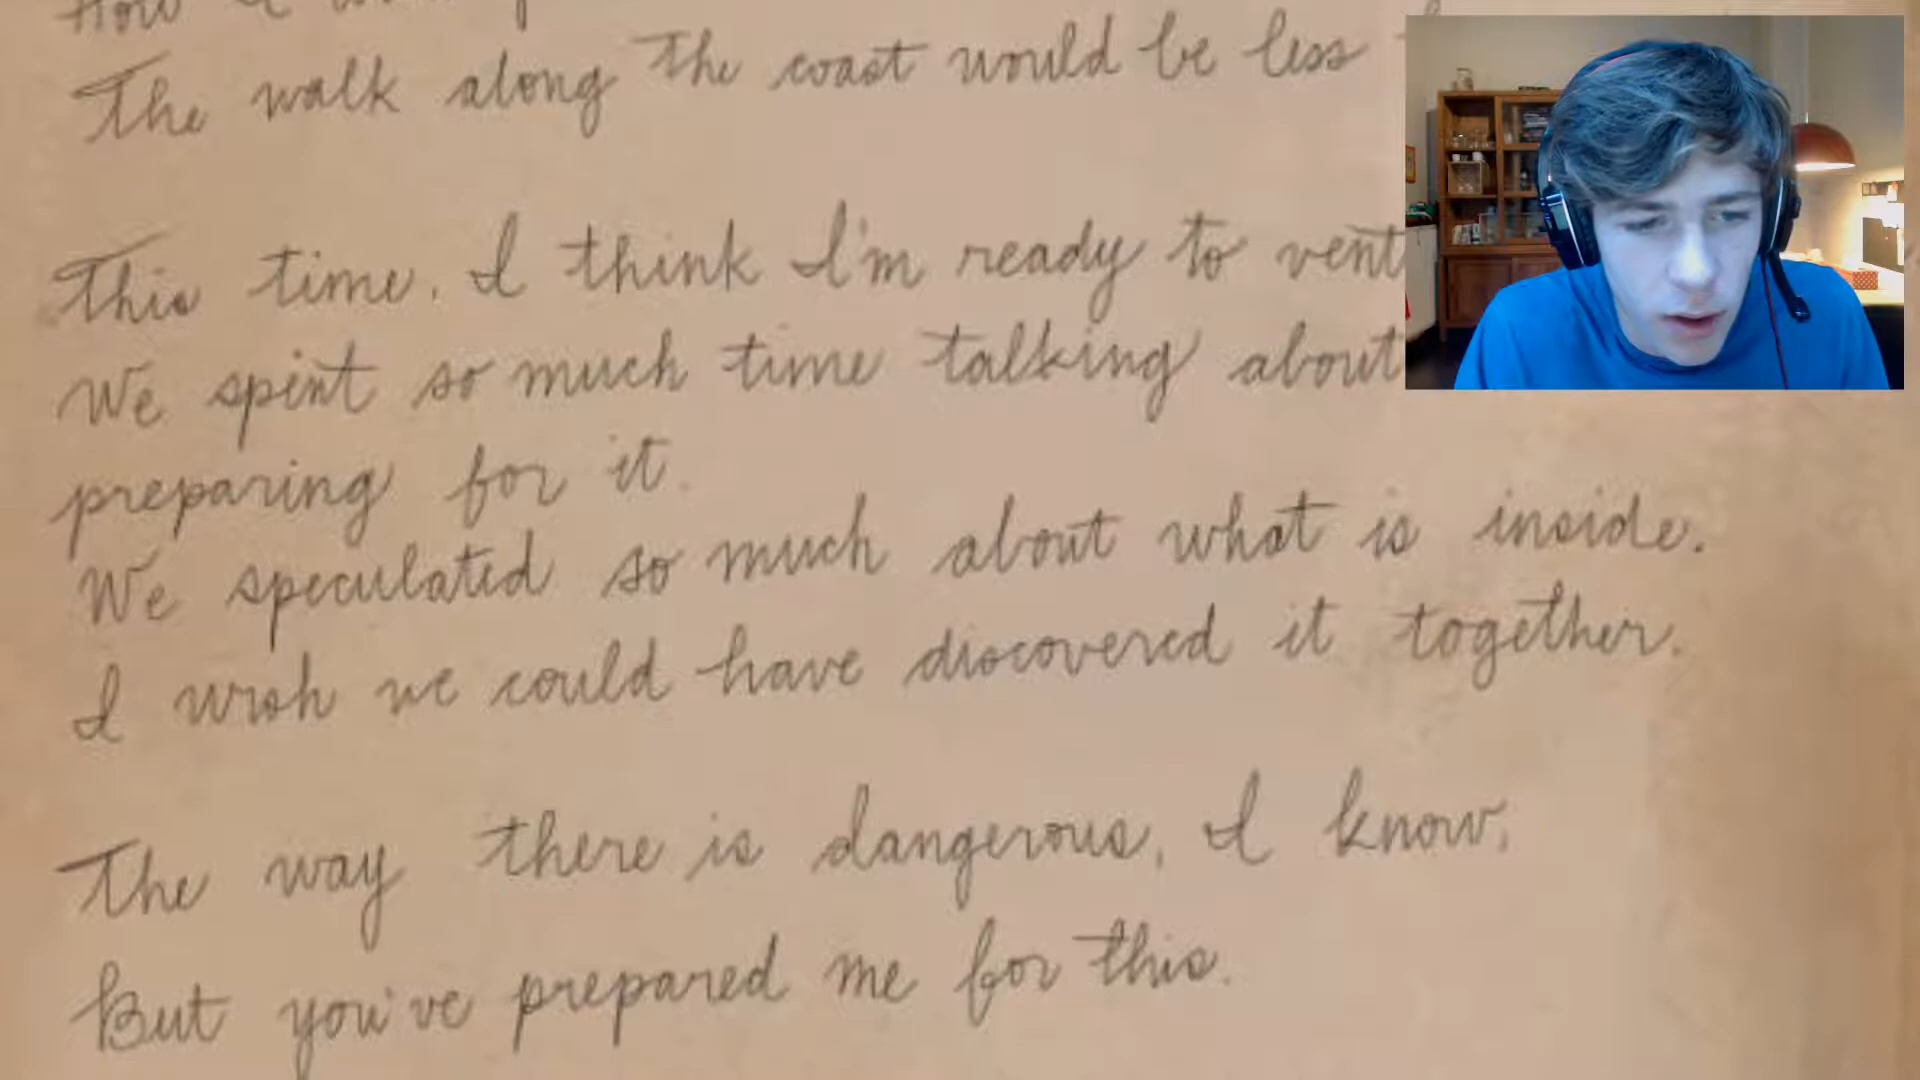 How I
The walk along the coast would be less
This time, I think I'm ready to vent
We spent so much time talking about
preparing for it.
We speculated so much about what is inside.
I wish we could have discovered it together.
The way there is dangerous, I know,
But you've prepared me for this.